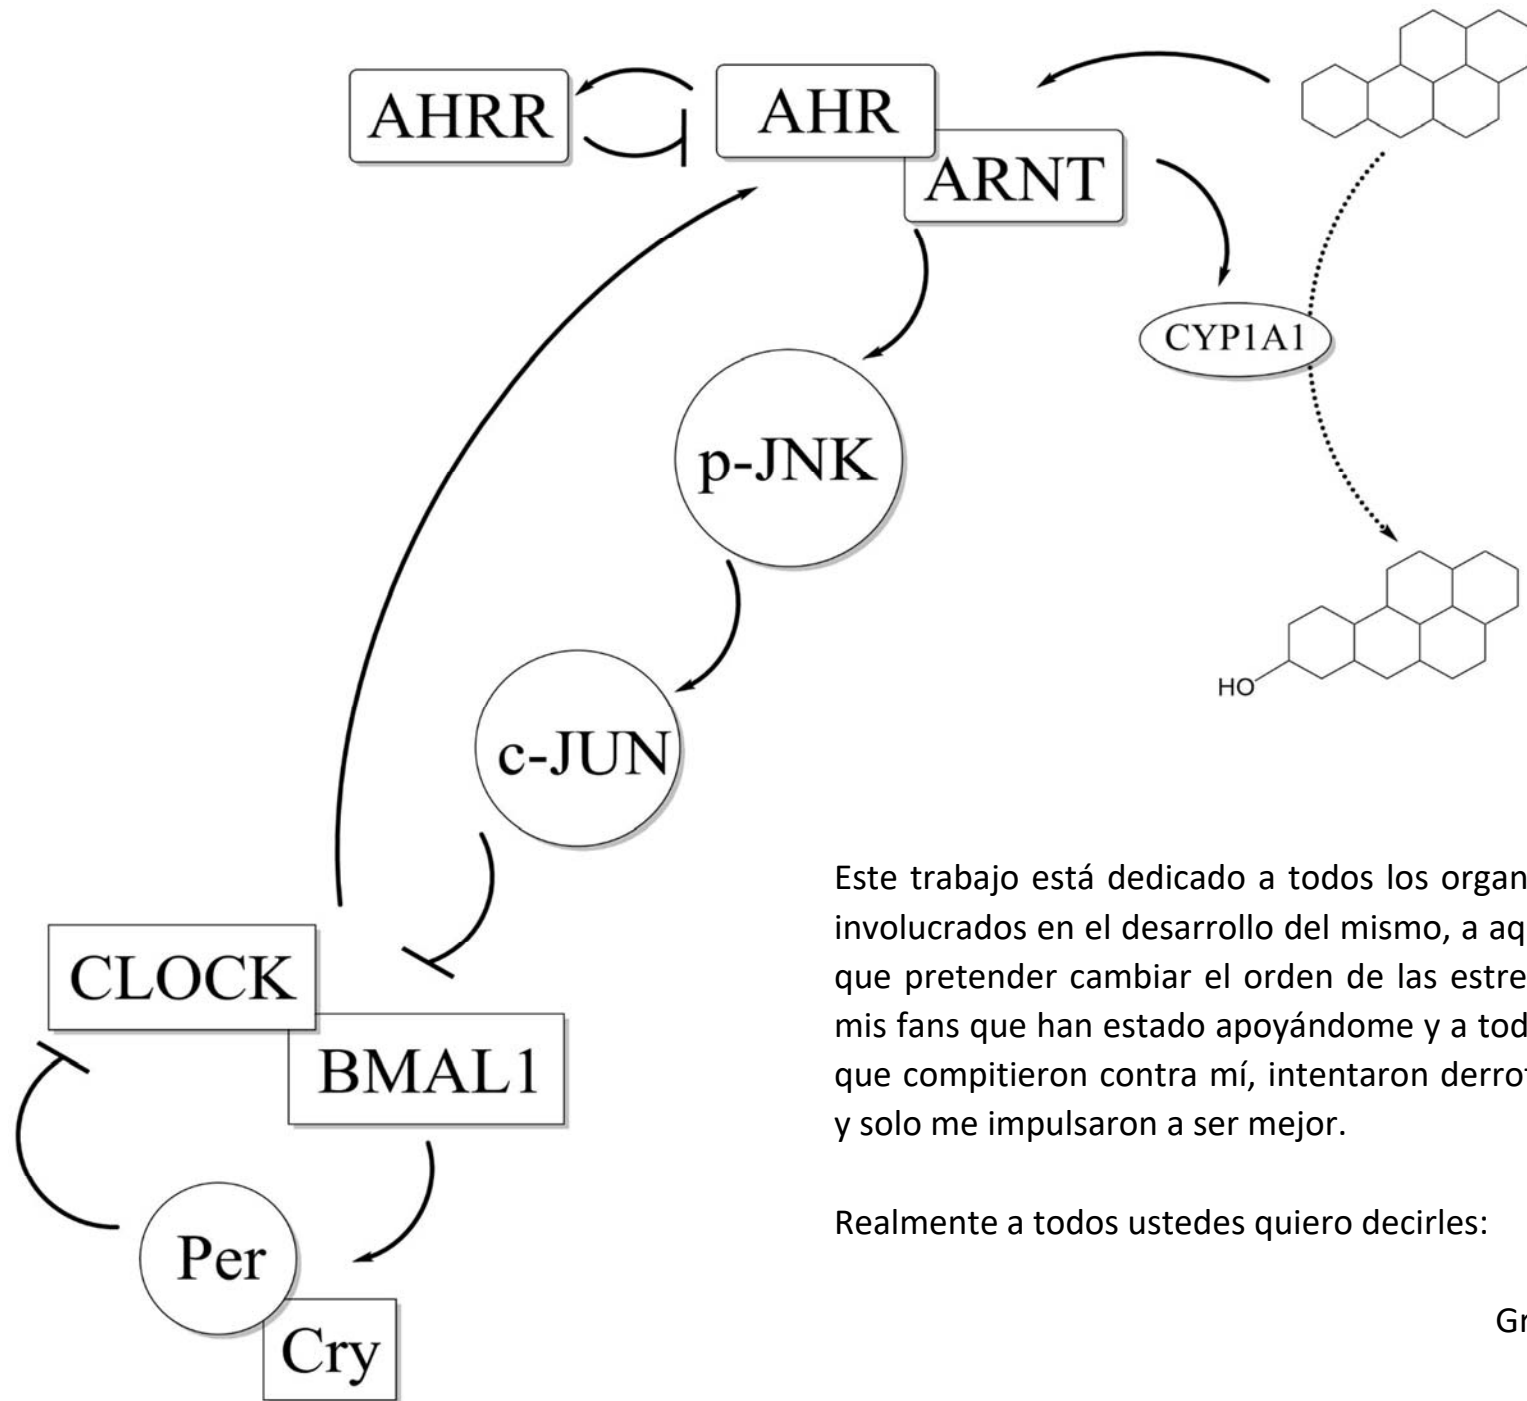 AHRR
AHR
ARNT
CYP1A1
p-JNK
HO
c-JUN
CLOCK
BMAL1
Per
Cry
Este trabajo está dedicado a todos los organ
involucrados en el desarrollo del mismo, a aq
que pretender cambiar el orden de las estre
mis fans que han estado apoyándome y a tod
que compitieron contra mí, intentaron derrot
y solo me impulsaron a ser mejor.
Realmente a todos ustedes quiero decirles:
Gr